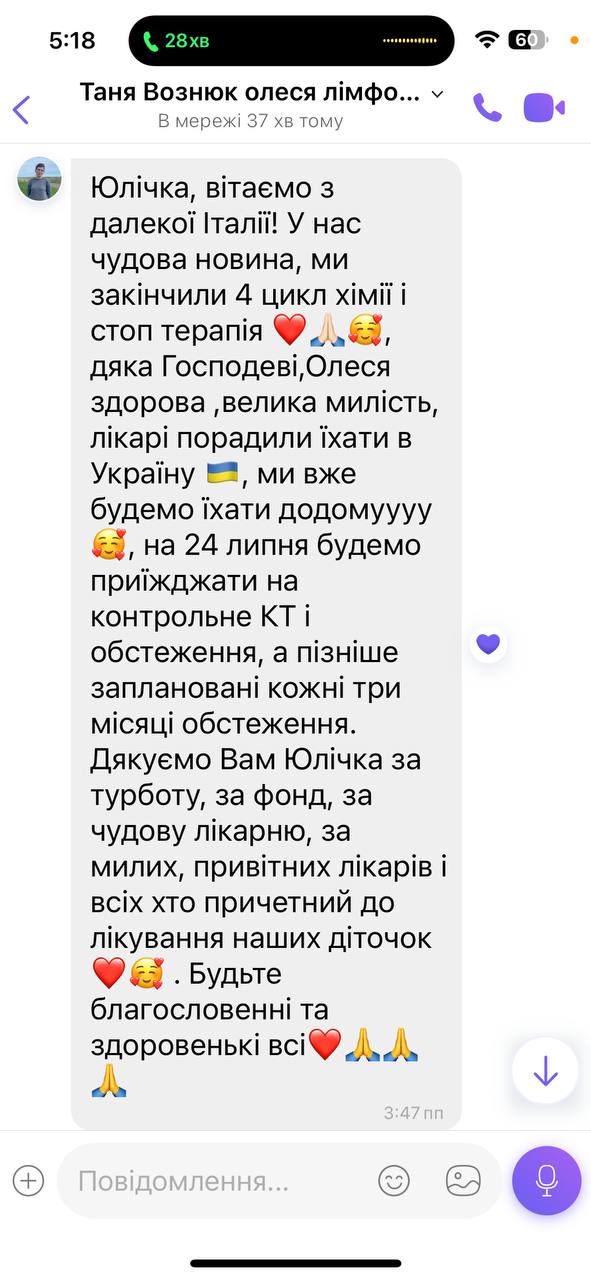 5:18 28хв 60
Таня Вознюк олеся лімфо...
В мережі 37 хв тому
Юлічка, вітаємо з
далекої Італії! У нас
чудова новина, ми
закінчили 4 цикл хімії і
стоп терапія ❤️🙏🏻🥰,
дяка Господеві,Олеся
здорова ,велика милість,
лікарі порадили їхати в
Україну 🇺🇦, ми вже
будемо їхати додомуууу
🥰, на 24 липня будемо
приїжджати на
контрольне КТ і
обстеження, а пізніше
заплановані кожні три
місяці обстеження.
Дякуємо Вам Юлічка за
турботу, за фонд, за
чудову лікарню, за
милих, привітних лікарів і
всіх хто причетний до
лікування наших діточок
❤️🥰 . Будьте
благословенні та
здоровенькі всі❤️🙏🙏
🙏
3:47 пп
Повідомлення...